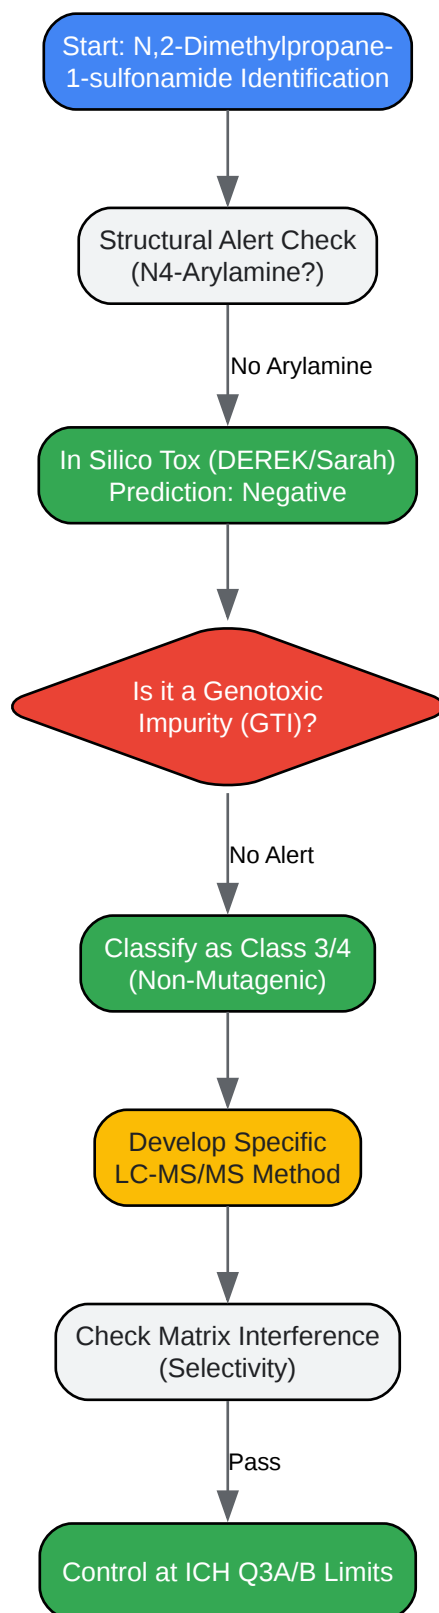 Start: N,2-Dimethylpropane-
1-sulfonamide Identification
Structural Alert Check
(N4-Arylamine?)
No Arylamine
In Silico Tox (DEREK/Sarah)
Prediction: Negative
Is it a Genotoxic
Impurity (GTI)?
No Alert
Classify as Class 3/4
(Non-Mutagenic)
Develop Specific
LC-MS/MS Method
Check Matrix Interference
(Selectivity)
Pass
Control at ICH Q3A/B Limits